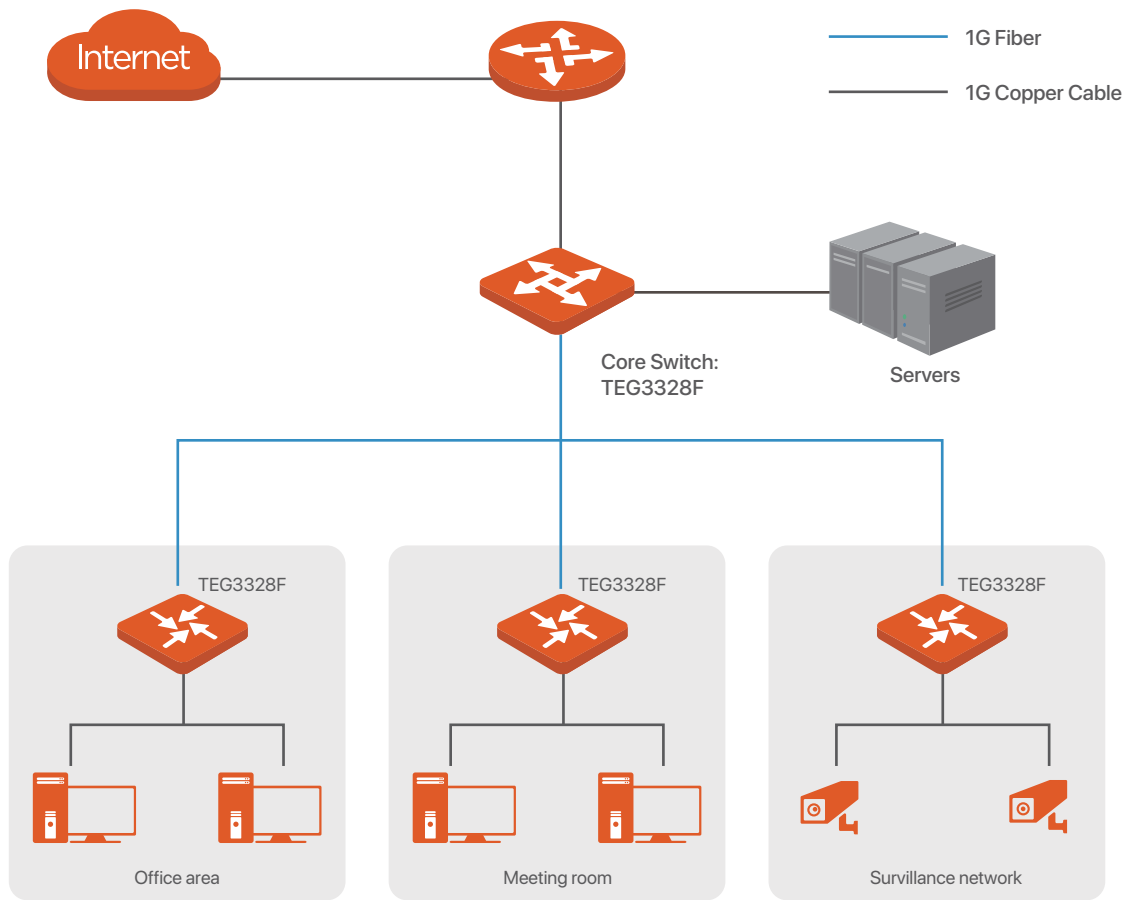 Internet
1G Fiber
1G Copper Cable
Core Switch:
TEG3328F
Servers
TEG3328F
TEG3328F
TEG3328F
Office area
Meeting room
Survillance network